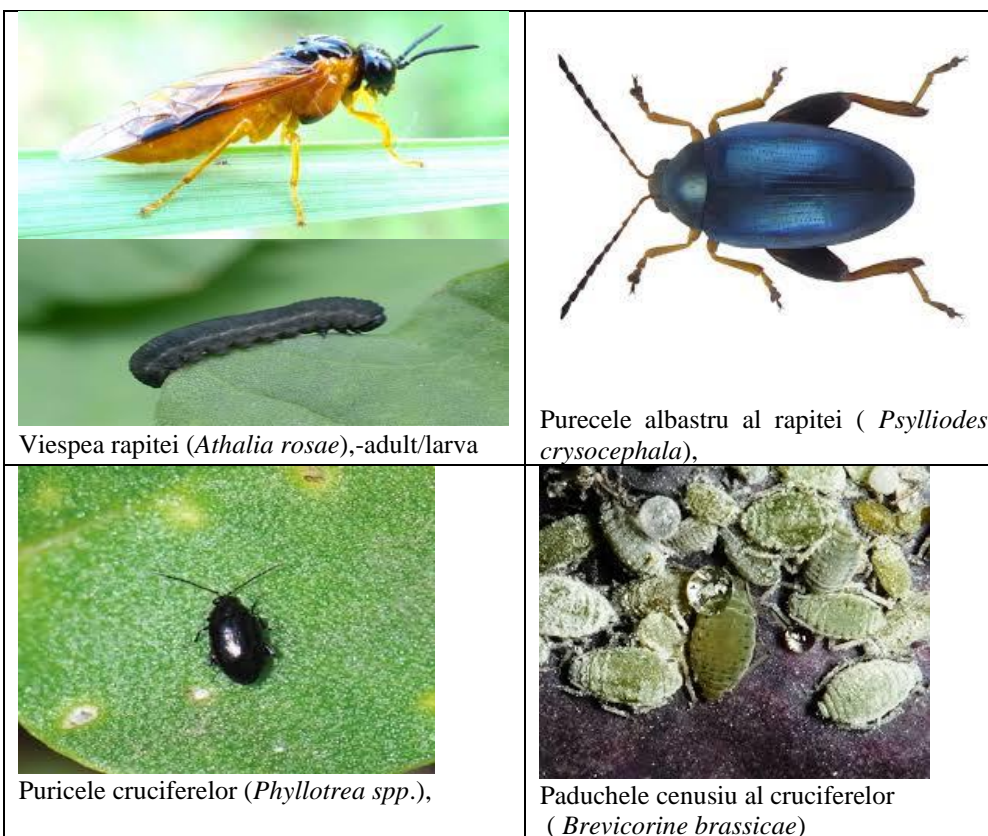 Viespea rapitei (Athalia rosae),-adult/larva
Purecele albastru al rapitei ( Psylliodes
crysocephala),
Puricele cruciferelor (Phyllotrea spp.),
Paduchele cenusiu al cruciferelor
( Brevicorine brassicae)